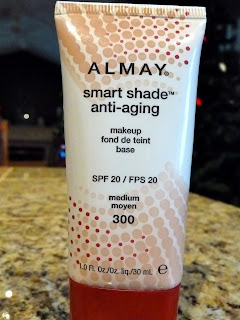 ALMAY®
smart shade™
anti-aging
makeup
fond de teint
base
SPF 20 / FPS 20
medium
moyen
300
1.0 Fl. Oz./Oz. liq./30 mL e